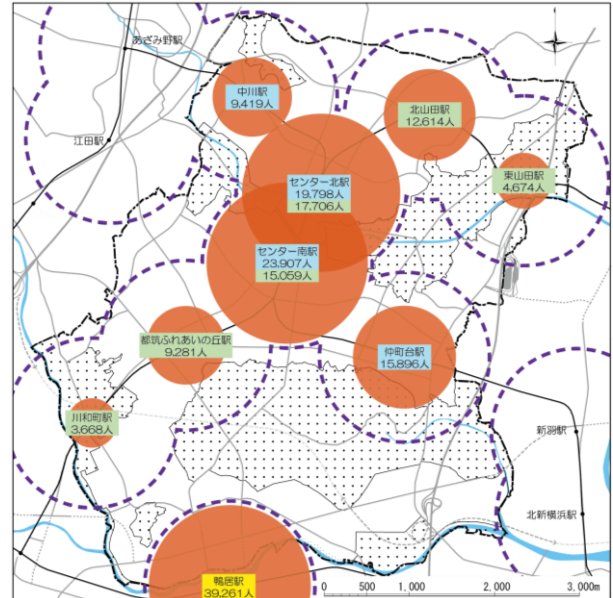 あざみ野駅
中川駅
9,419人
北山田駅
12,614人
江田駅
東山田駅
4,674人
センター北駅
19,798人
17,706人
センター南駅
23,907人
15,059人
都筑ふれあいの丘駅
9,281人
仲町台駅
15,896人
川和町駅
3,668人
新羽駅
北新横浜駅
鴨居駅
39,261人
0 500 1,000 2,000 3,000m